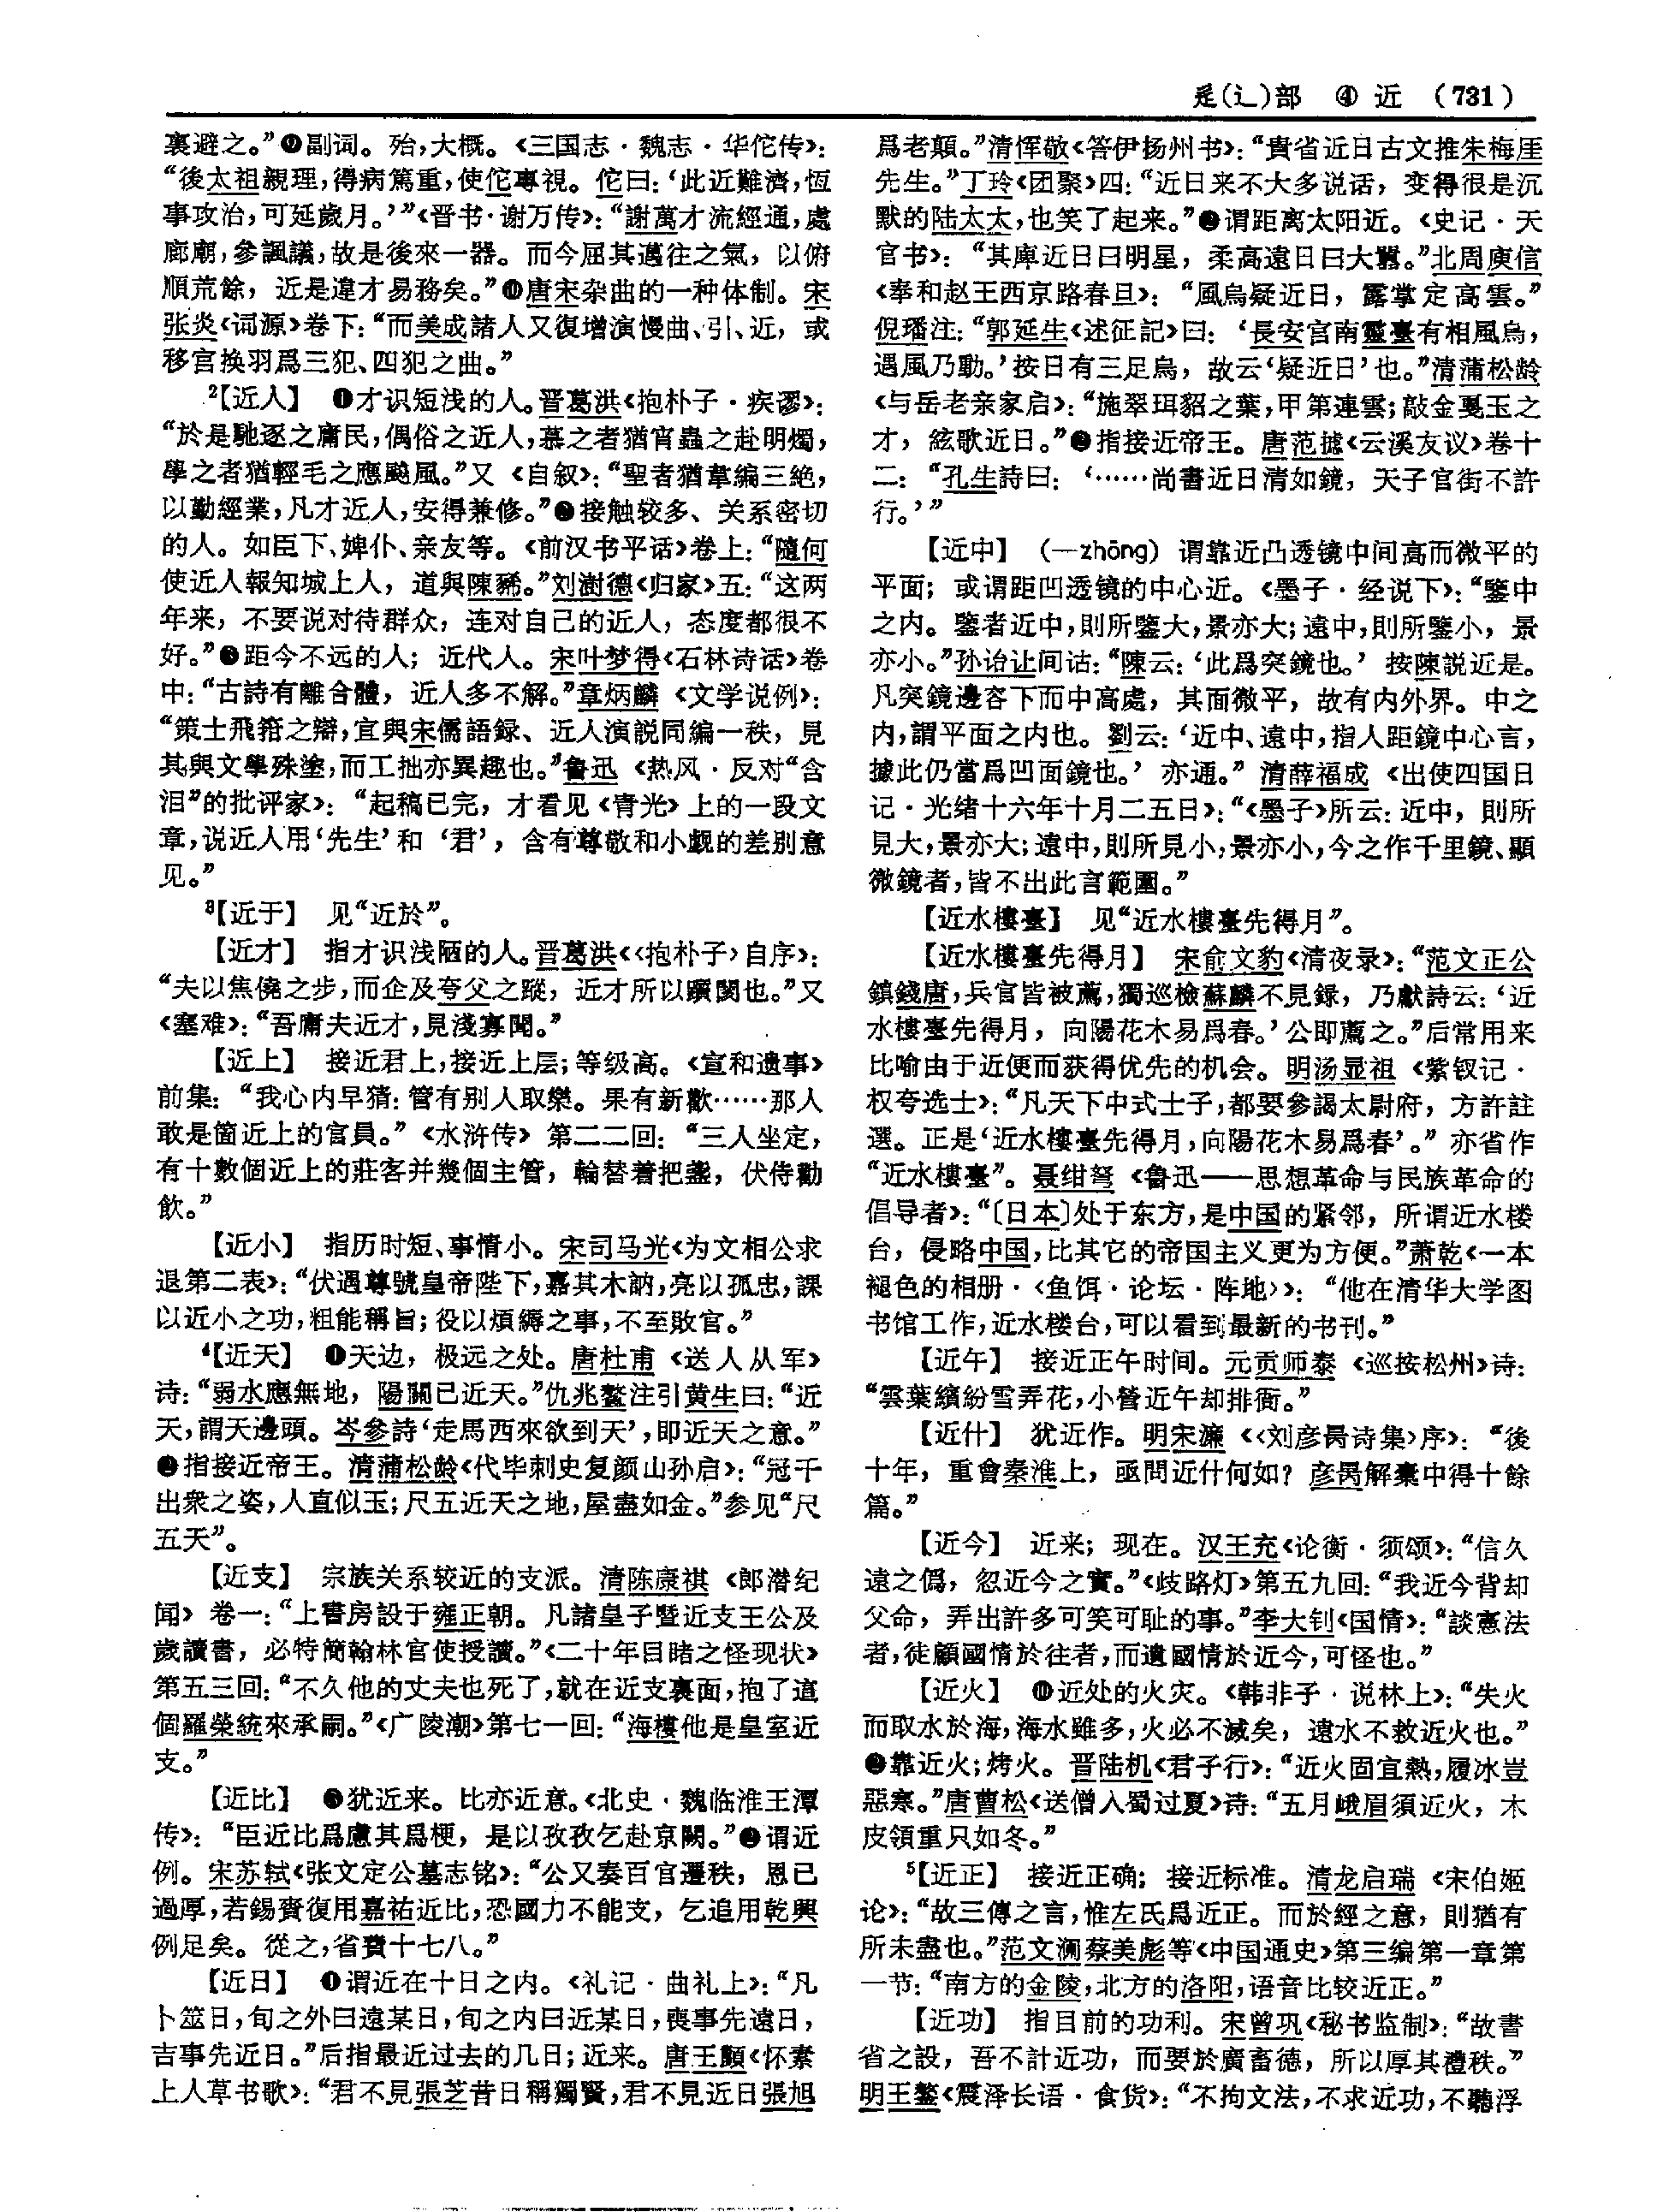 辵(辶)部　④　近　（731）
裏避之。”❾副词。殆,大概。《三国志·魏志·华佗传》:
“後太祖親理,得病篤重,使佗專視。佗曰:‘此近難濟,恆
事攻治,可延歲月。’”《晋书·谢万传》:“謝萬才流經通,處
廊廟,參諷議,故是後來一器。而今屈其邁往之氣，以俯
順荒餘，近是違才易務矣。”❿唐宋杂曲的一种体制。宋
张炎《词源》卷下:“而美成諸人又復增演慢曲、引、近，或
移宫换羽爲三犯、四犯之曲。”
2【近人】　❶才识短浅的人。晋葛洪《抱朴子·疾谬》:
“於是馳逐之庸民,偶俗之近人,慕之者猶宵蟲之赴明燭,
學之者猶輕毛之應飈風。”又《自叙》:“聖者猶韋編三絶,
以勤經業,凡才近人,安得兼修。”❷接触较多、关系密切
的人。如臣下、婢仆、亲友等。《前汉书平话》卷上:“隨何
使近人報知城上人，道與陳豨。”刘澍德《归家》五:“这两
年来，不要说对待群众，连对自己的近人，态度都很不
好。”❸距今不远的人；近代人。宋叶梦得《石林诗话》卷
中:“古詩有離合體，近人多不解。”章炳麟《文学说例》:
“策士飛箝之辯,宜與宋儒語録、近人演説同編一秩，見
其與文學殊塗,而工拙亦異趣也。”鲁迅《热风·反对“含
泪”的批评家》:“起稿已完，才看见《青光》上的一段文
章,说近人用‘先生’和‘君’，含有尊敬和小觑的差别意
见。”
3【近于】　见“近於”。
【近才】　指才识浅陋的人。晋葛洪《〈抱朴子〉自序》:
“夫以焦僥之步,而企及夸父之蹤，近才所以躓閡也。”又
《塞难》:“吾庸夫近才,見淺寡聞。”
【近上】　接近君上,接近上层;等级高。《宣和遗事》
前集:“我心内早猜:管有别人取樂。果有新歡……那人
敢是箇近上的官員。”《水浒传》第二二回:“三人坐定，
有十數個近上的莊客并幾個主管，輪替着把盞，伏侍勸
飲。”
【近小】　指历时短、事情小。宋司马光《为文相公求
退第二表》:“伏遇尊號皇帝陛下,嘉其木訥,亮以孤忠,課
以近小之功,粗能稱旨;役以煩縟之事,不至敗官。”
4【近天】　❶天边，极远之处。唐杜甫《送人从军》
诗:“弱水應無地，陽關已近天。”仇兆鳌注引黄生曰:“近
天,謂天邊頭。岑參詩‘走馬西來欲到天’,即近天之意。”
❷指接近帝王。清蒲松龄《代毕刺史复颜山孙启》:“冠千
出衆之姿,人直似玉;尺五近天之地,屋盡如金。”参见“尺
五天”。
【近支】　宗族关系较近的支派。清陈康祺《郎潜纪
闻》卷一:“上書房設于雍正朝。凡諸皇子暨近支王公及
歲讀書，必特簡翰林官使授讀。”《二十年目睹之怪现状》
第五三回:“不久他的丈夫也死了,就在近支裏面,抱了這
個羅榮統來承嗣。”《广陵潮》第七一回:“海樓他是皇室近
支。”
【近比】　❶犹近来。比亦近意。《北史·魏临淮王潭
传》:“臣近比爲慮其爲梗，是以孜孜乞赴京闕。”❷谓近
例。宋苏轼《张文定公墓志铭》:“公又奏百官遷秩，恩已
過厚,若錫賚復用嘉祐近比,恐國力不能支，乞追用乾興
例足矣。從之,省費十七八。”
【近日】　❶谓近在十日之内。《礼记·曲礼上》:“凡
卜筮日,旬之外曰遠某日,旬之内曰近某日,喪事先遠日,
吉事先近日。”后指最近过去的几日;近来。唐王顒《怀素
上人草书歌》:“君不見張芝昔日稱獨賢,君不見近日張旭
爲老顛。”清恽敬《答伊扬州书》:“貴省近日古文推朱梅厓
先生。”丁玲《团聚》四:“近日来不大多说话，变得很是沉
默的陆太太,也笑了起来。”❷谓距离太阳近。《史记·天
官书》:“其庳近日曰明星，柔高遠日曰大囂。”北周庾信
《奉和赵王西京路春旦》:“風烏疑近日，露掌定高雲。”
倪璠注:“郭延生《述征記》曰:‘長安宫南靈臺有相風烏,
遇風乃動。’按日有三足烏，故云‘疑近日’也。”清蒲松龄
《与岳老亲家启》:“施翠珥貂之葉,甲第連雲;敲金戛玉之
才，絃歌近日。”❸指接近帝王。唐范摅《云溪友议》卷十
二:“孔生詩曰:‘……尚書近日清如鏡，天子官街不許
行。’”
【近中】（—zhōng）谓靠近凸透镜中间高而微平的
平面；或谓距凹透镜的中心近。《墨子·经说下》:“鑒中
之内。鑒者近中,則所鑒大,景亦大;遠中,則所鑒小，景
亦小。”孙诒让间诂:“陳云:‘此爲突鏡也。’按陳説近是。
凡突鏡邊容下而中高處，其面微平，故有内外界。中之
内,謂平面之内也。劉云:‘近中、遠中,指人距鏡中心言,
據此仍當爲凹面鏡也。’亦通。”清薛福成《出使四国日
记·光绪十六年十月二五日》:“《墨子》所云:近中，則所
見大,景亦大;遠中,則所見小,景亦小,今之作千里鏡、顯
微鏡者,皆不出此言範圍。”
【近水樓臺】　见“近水樓臺先得月”。
【近水樓臺先得月】　宋俞文豹《清夜录》:“范文正公
鎮錢唐,兵官皆被薦,獨巡檢蘇麟不見録，乃獻詩云:‘近
水樓臺先得月，向陽花木易爲春。’公即薦之。”后常用来
比喻由于近便而获得优先的机会。明汤显祖《紫钗记·
权夸选士》:“凡天下中式士子,都要參謁太尉府，方許註
選。正是‘近水樓臺先得月,向陽花木易爲春’。”亦省作
“近水樓臺”。聂绀弩《鲁迅——思想革命与民族革命的
倡导者》:“〔日本〕处于东方,是中国的紧邻，所谓近水楼
台，侵略中国,比其它的帝国主义更为方便。”萧乾《一本
褪色的相册·〈鱼饵·论坛·阵地〉》:“他在清华大学图
书馆工作,近水楼台,可以看到最新的书刊。”
【近午】　接近正午时间。元贡师泰《巡按松州》诗:
“雲葉繽紛雪弄花,小營近午却排衙。”
【近什】　犹近作。明宋濂《〈刘彦昺诗集〉序》:“後
十年，重會秦淮上，亟問近什何如？彦昺解橐中得十餘
篇。”
【近今】　近来；现在。汉王充《论衡·须颂》:“信久
遠之僞，忽近今之實。”《歧路灯》第五九回:“我近今背却
父命，弄出許多可笑可耻的事。”李大钊《国情》:“談憲法
者,徒顧國情於往者,而遺國情於近今,可怪也。”
【近火】　❶近处的火灾。《韩非子·说林上》:“失火
而取水於海,海水雖多,火必不滅矣，遠水不救近火也。”
❷靠近火;烤火。晋陆机《君子行》:“近火固宜熱,履冰豈
惡寒。”唐曹松《送僧入蜀过夏》诗:“五月峨眉須近火，木
皮領重只如冬。”
5【近正】　接近正确；接近标准。清龙启瑞《宋伯姬
论》:“故三傳之言,惟左氏爲近正。而於經之意，則猶有
所未盡也。”范文澜蔡美彪等《中国通史》第三编第一章第
一节:“南方的金陵,北方的洛阳,语音比较近正。”
【近功】　指目前的功利。宋曾巩《秘书监制》:“故書
省之設，吾不計近功，而要於廣畜德，所以厚其禮秩。”
明王鏊《震泽长语·食货》:“不拘文法,不求近功,不聽浮